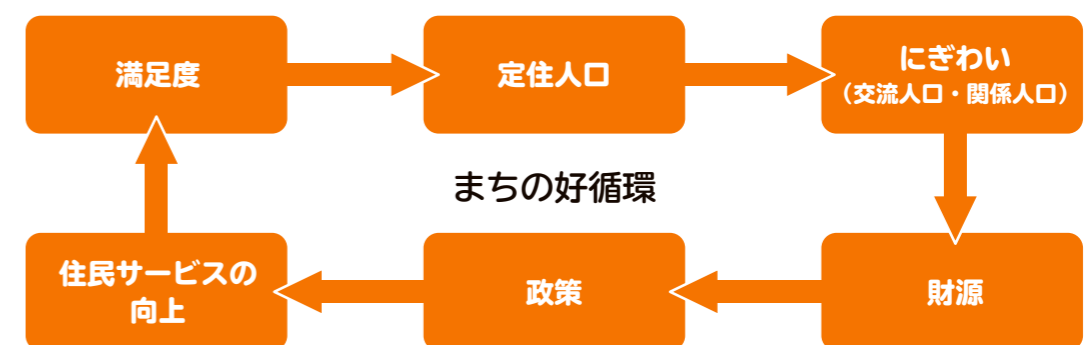 満足度
定住人口
にぎわい
（交流人口・関係人口）
まちの好循環
住民サービスの
向上
政策
財源